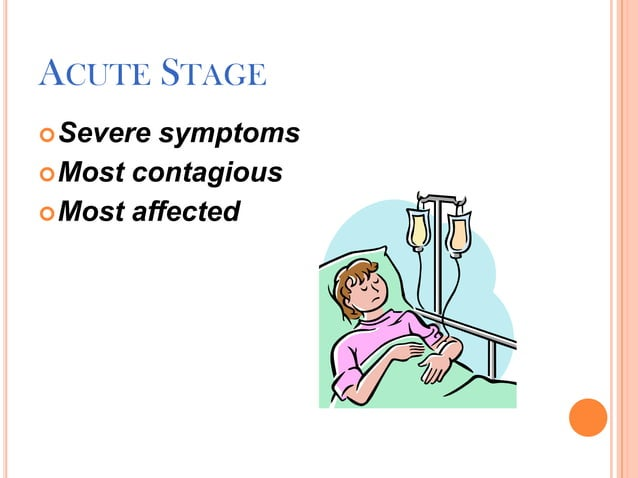 ACUTE STAGE
Severe symptoms
Most contagious
Most affected